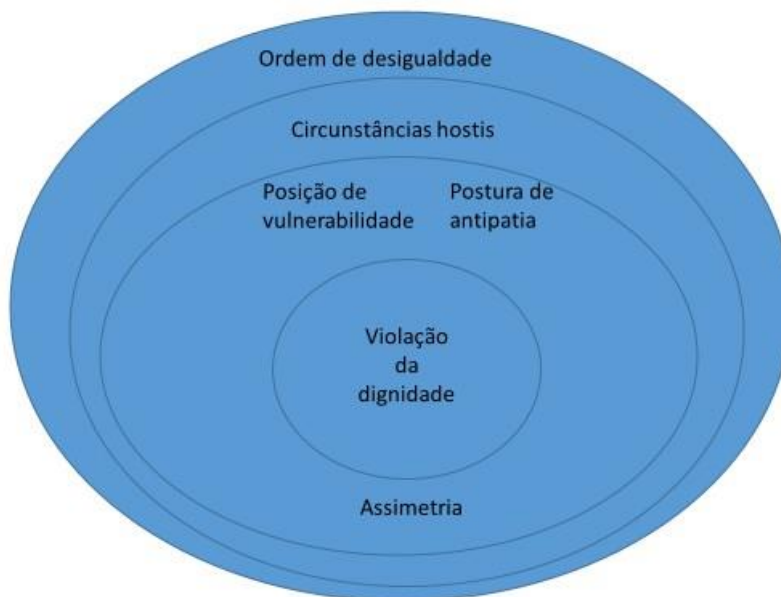 Ordem de desigualdade
Circunstâncias hostis
Posição de
vulnerabilidade
Postura de
antipatia
Violação
da
dignidade
Assimetria